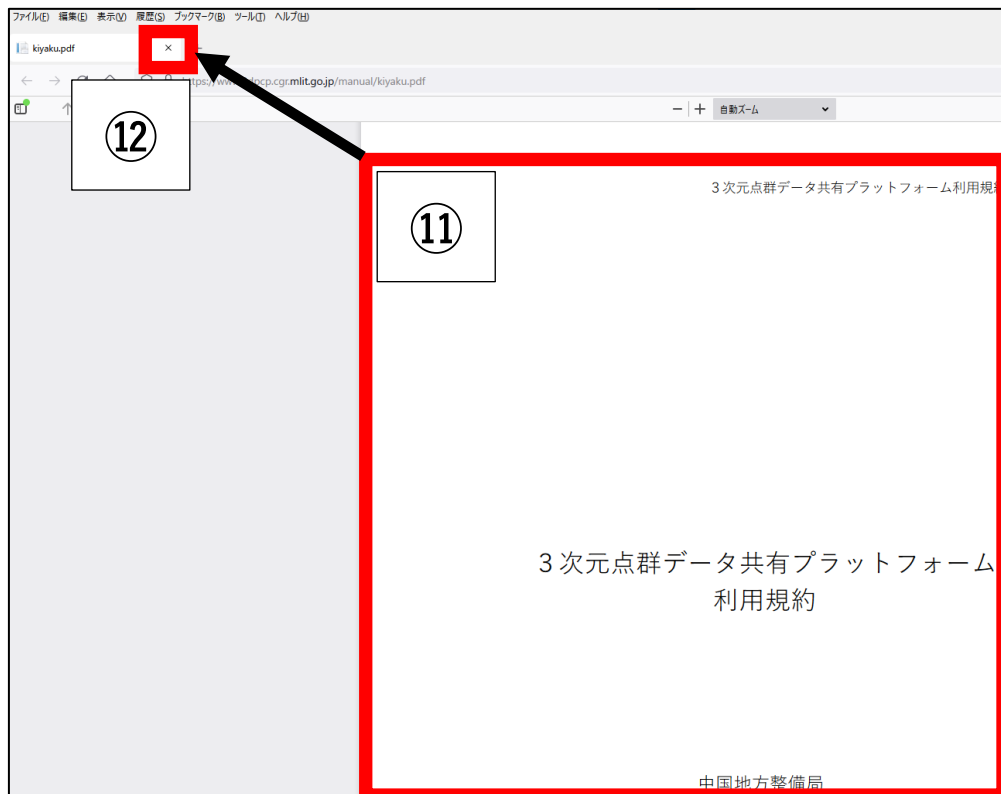 ファイル(F) 編集(E) 表示(V) 履歴(S) ブックマーク(B) ツール(T) ヘルプ(H)
kiyaku.pdf
pcp.cgr.mlit.go.jp/manual/kiyaku.pdf
自動ズーム
⑫
⑪
３次元点群データ共有プラットフォーム利用規
３次元点群データ共有プラットフォーム
利用規約
中国地方整備局